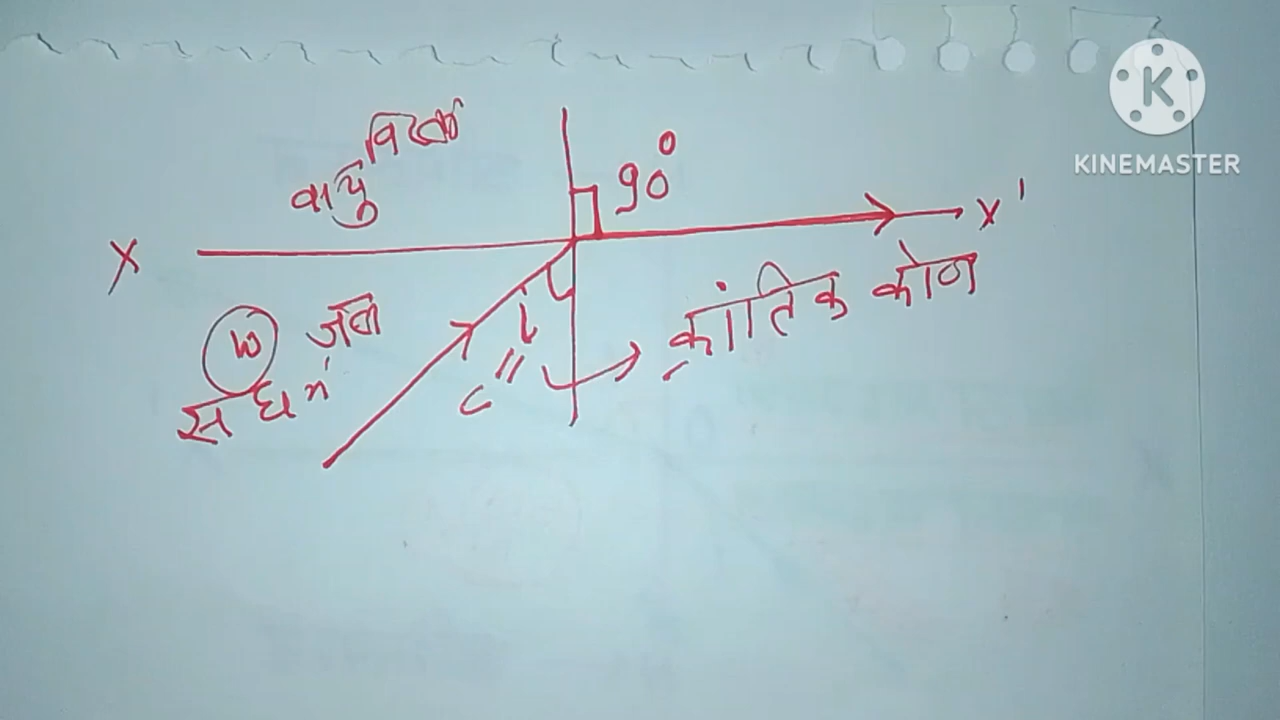 वायु विरल
90°
X
X'
w जल
सघन
i
=
c
क्रांतिक कोण
K
KINEMASTER